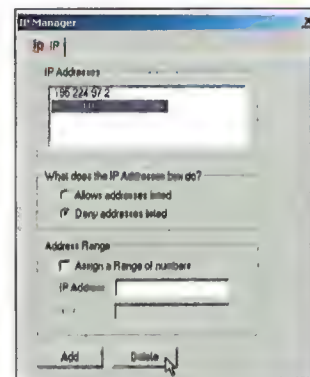 IP Manager
IP
IP Addresses
195 224 97 2
What does the IP Addresses box do?
Allows addresses listed
Deny addresses listed
Address Range
Assign a Range of numbers
IP Address
Add
Delete